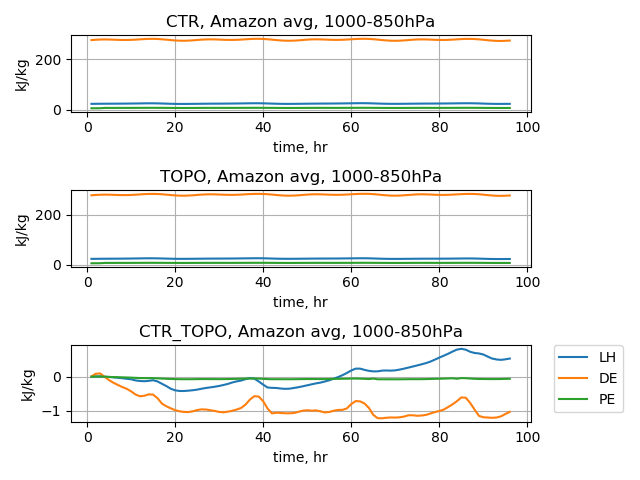 CTR, Amazon avg, 1000-850hPa
200
0
kJ/kg
0 20 40 60 80 100
time, hr
TOPO, Amazon avg, 1000-850hPa
200
0
kJ/kg
0 20 40 60 80 100
time, hr
CTR_TOPO, Amazon avg, 1000-850hPa
0
−1
kJ/kg
0 20 40 60 80 100
time, hr
LH
DE
PE